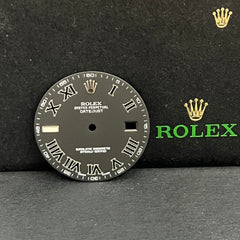 ROLEX
OYSTER PERPETUAL
DATEJUST
SUPERLATIVE CHRONOMETER
OFFICIALLY CERTIFIED
ROLEX